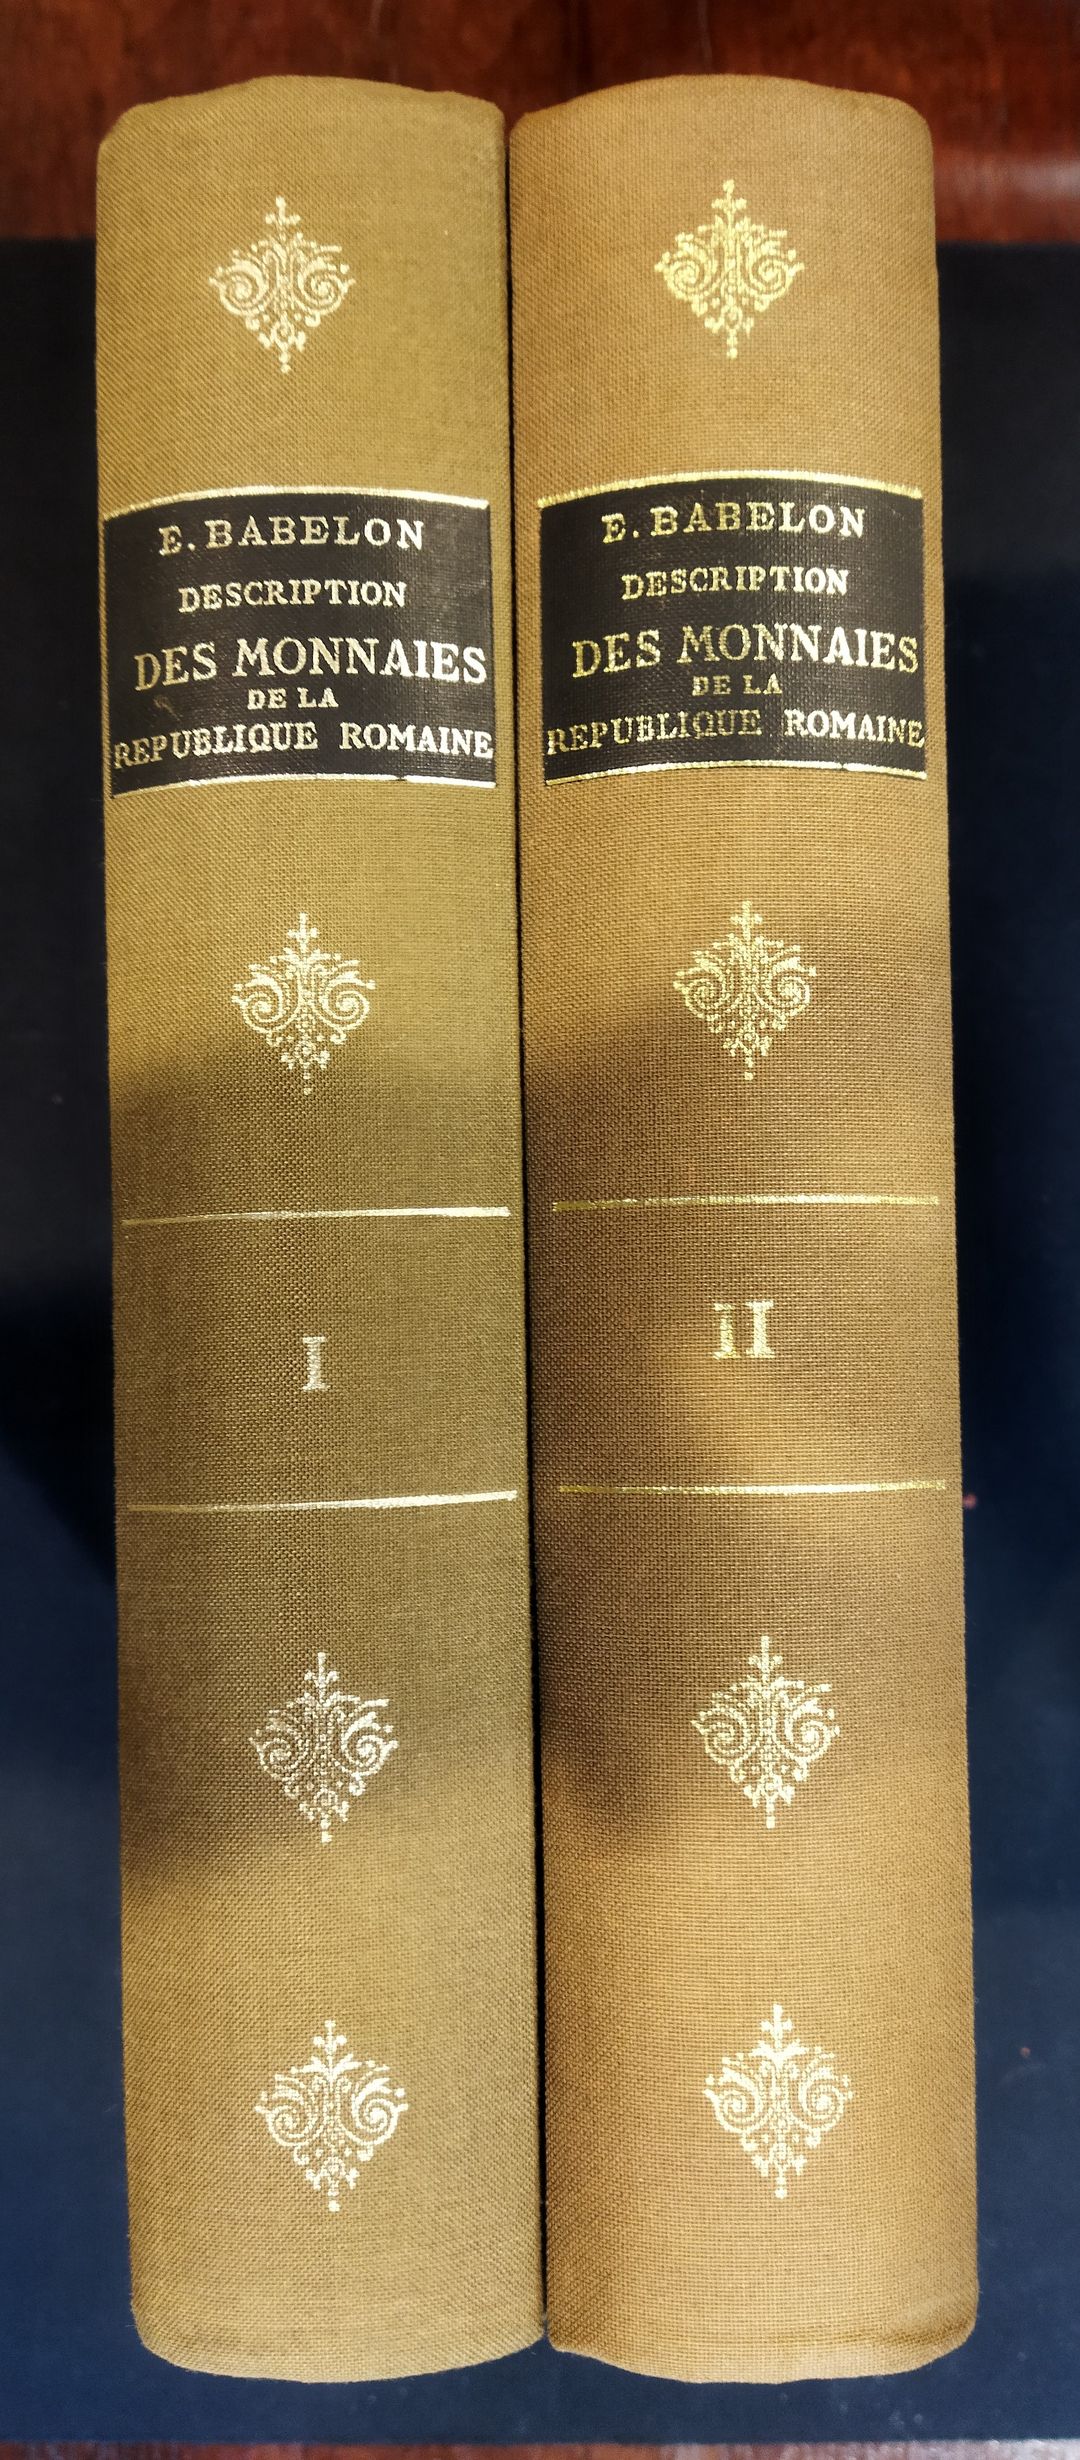 E. BABELON
DESCRIPTION
DES MONNAIES
DE LA
REPUBLIQUE ROMAINE
I
E. BABELON
DESCRIPTION
DES MONNAIES
DE LA
REPUBLIQUE ROMAINE
II